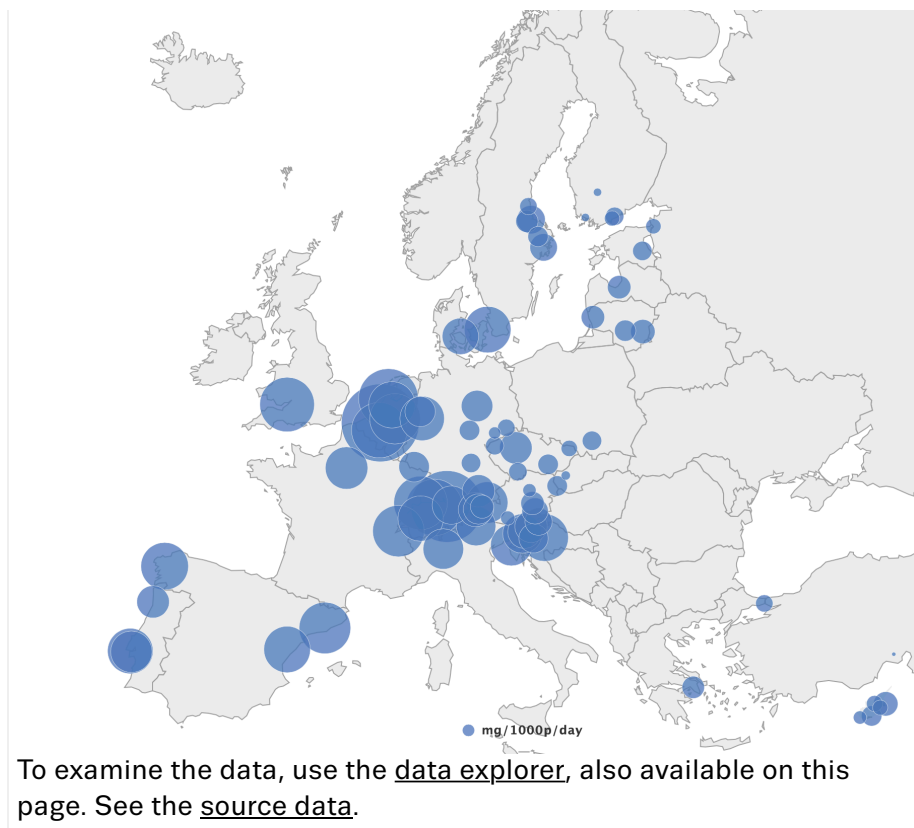 mg/1000p/day
To examine the data, use the data explorer, also available on this
page. See the source data.